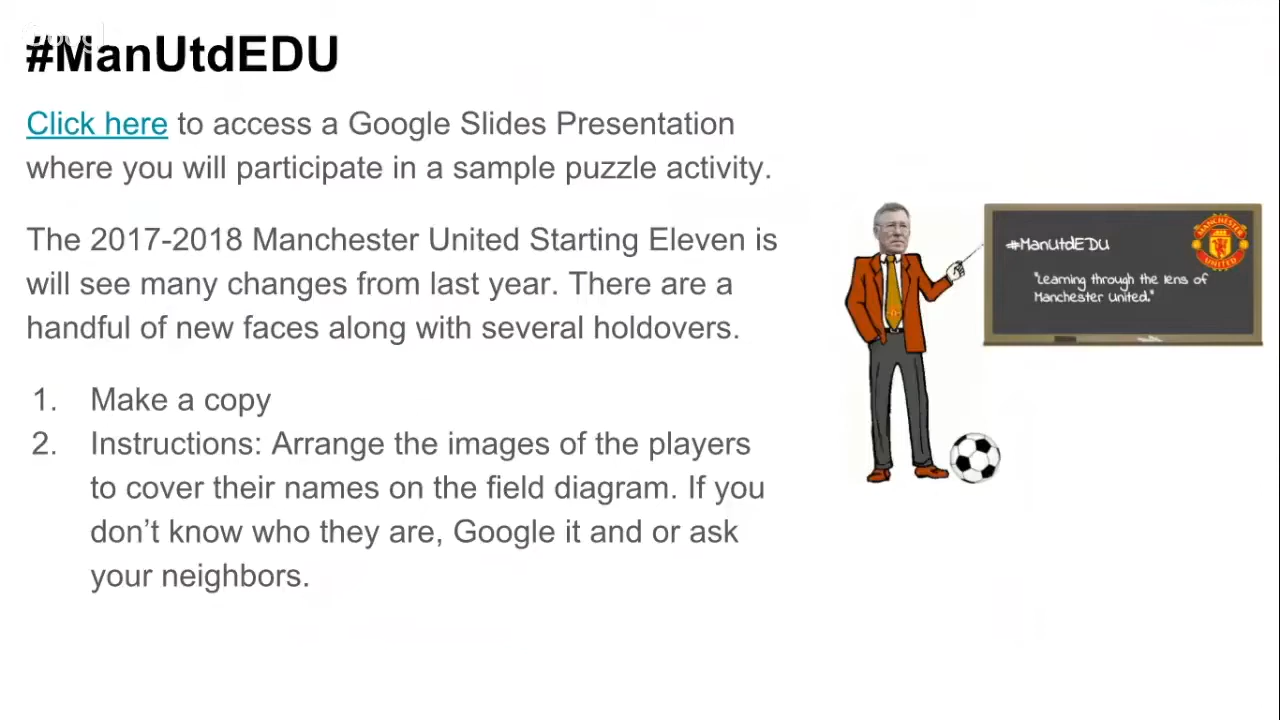 #ManUtdEDU
Click here to access a Google Slides Presentation
where you will participate in a sample puzzle activity.
The 2017-2018 Manchester United Starting Eleven is
will see many changes from last year. There are a
handful of new faces along with several holdovers.
1. Make a copy
2. Instructions: Arrange the images of the players
to cover their names on the field diagram. If you
don't know who they are, Google it and or ask
your neighbors.
#ManUtdEDU
"Learning through the lens of
Manchester United."
MANCHESTER
UNITED